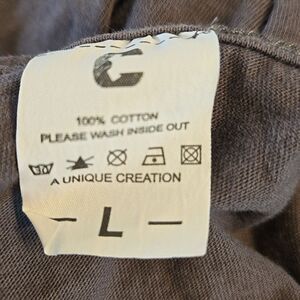 C
100% COTTON
PLEASE WASH INSIDE OUT
A UNIQUE CREATION
— L —